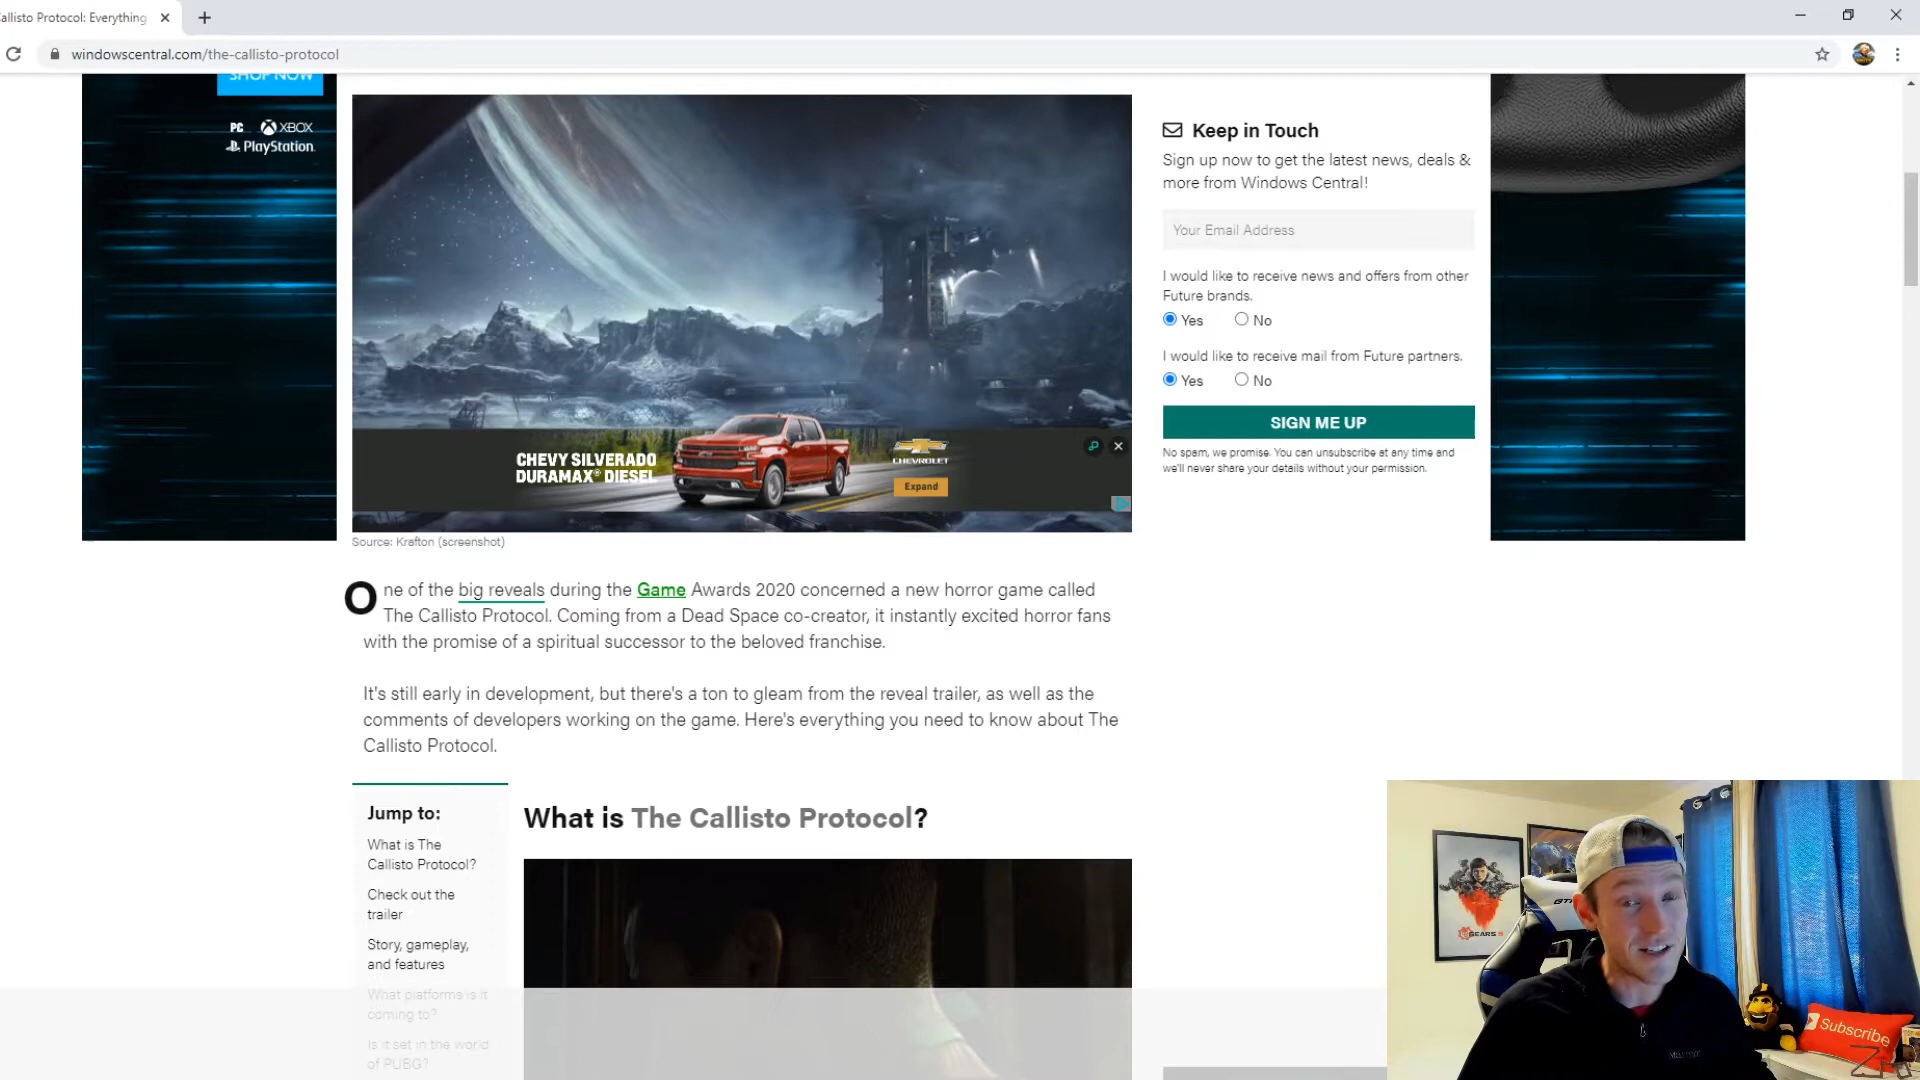 allisto Protocol: Everything
windowscentral.com/the-callisto-protocol
SHOP NOW
PC XBOX
PlayStation
CHEVY SILVERADO
DURAMAX® DIESEL
CHEVROLET
Expand
Source: Krafton (screenshot)
Keep in Touch
Sign up now to get the latest news, deals &
more from Windows Central!
Your Email Address
I would like to receive news and offers from other
Future brands.
Yes No
I would like to receive mail from Future partners.
Yes No
SIGN ME UP
No spam, we promise. You can unsubscribe at any time and
we'll never share your details without your permission.
One of the big reveals during the Game Awards 2020 concerned a new horror game called
The Callisto Protocol. Coming from a Dead Space co-creator, it instantly excited horror fans
with the promise of a spiritual successor to the beloved franchise.
It's still early in development, but there's a ton to gleam from the reveal trailer, as well as the
comments of developers working on the game. Here's everything you need to know about The
Callisto Protocol.
Jump to:
What is The
Callisto Protocol?
Check out the
trailer
Story, gameplay,
and features
What platforms is it
coming to?
Is it set in the world
of PUBG?
What is The Callisto Protocol?
GEARS 5
GT
Marmot
Subscribe